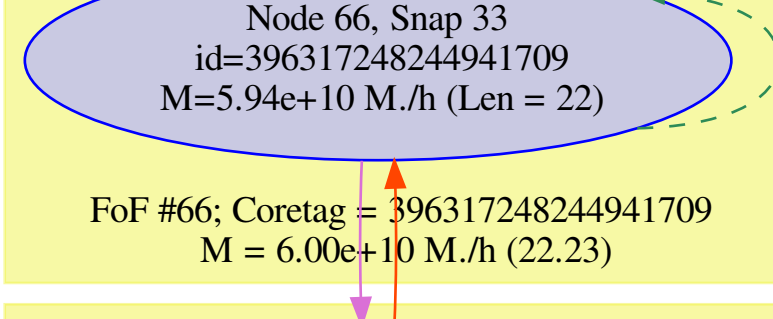 Node 66, Snap 33
id=396317248244941709
M=5.94e+10 M./h (Len = 22)
FoF #66; Coretag = 396317248244941709
M = 6.00e+10 M./h (22.23)